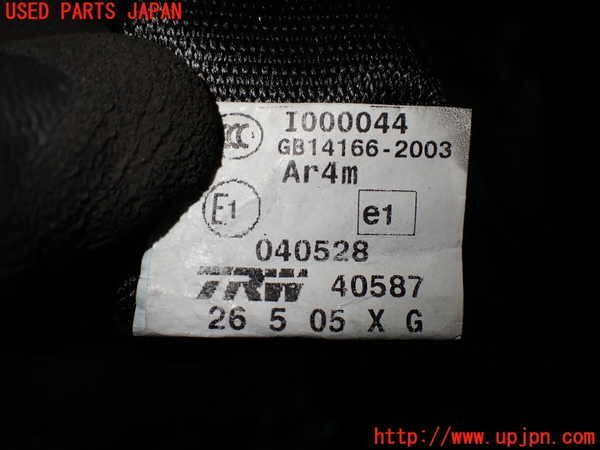 USED PARTS JAPAN
CCC I000044
GB14166-2003
Ar4m
E1 e1
040528
TRW 40587
26 5 05 X G
http://www.upjpn.com/